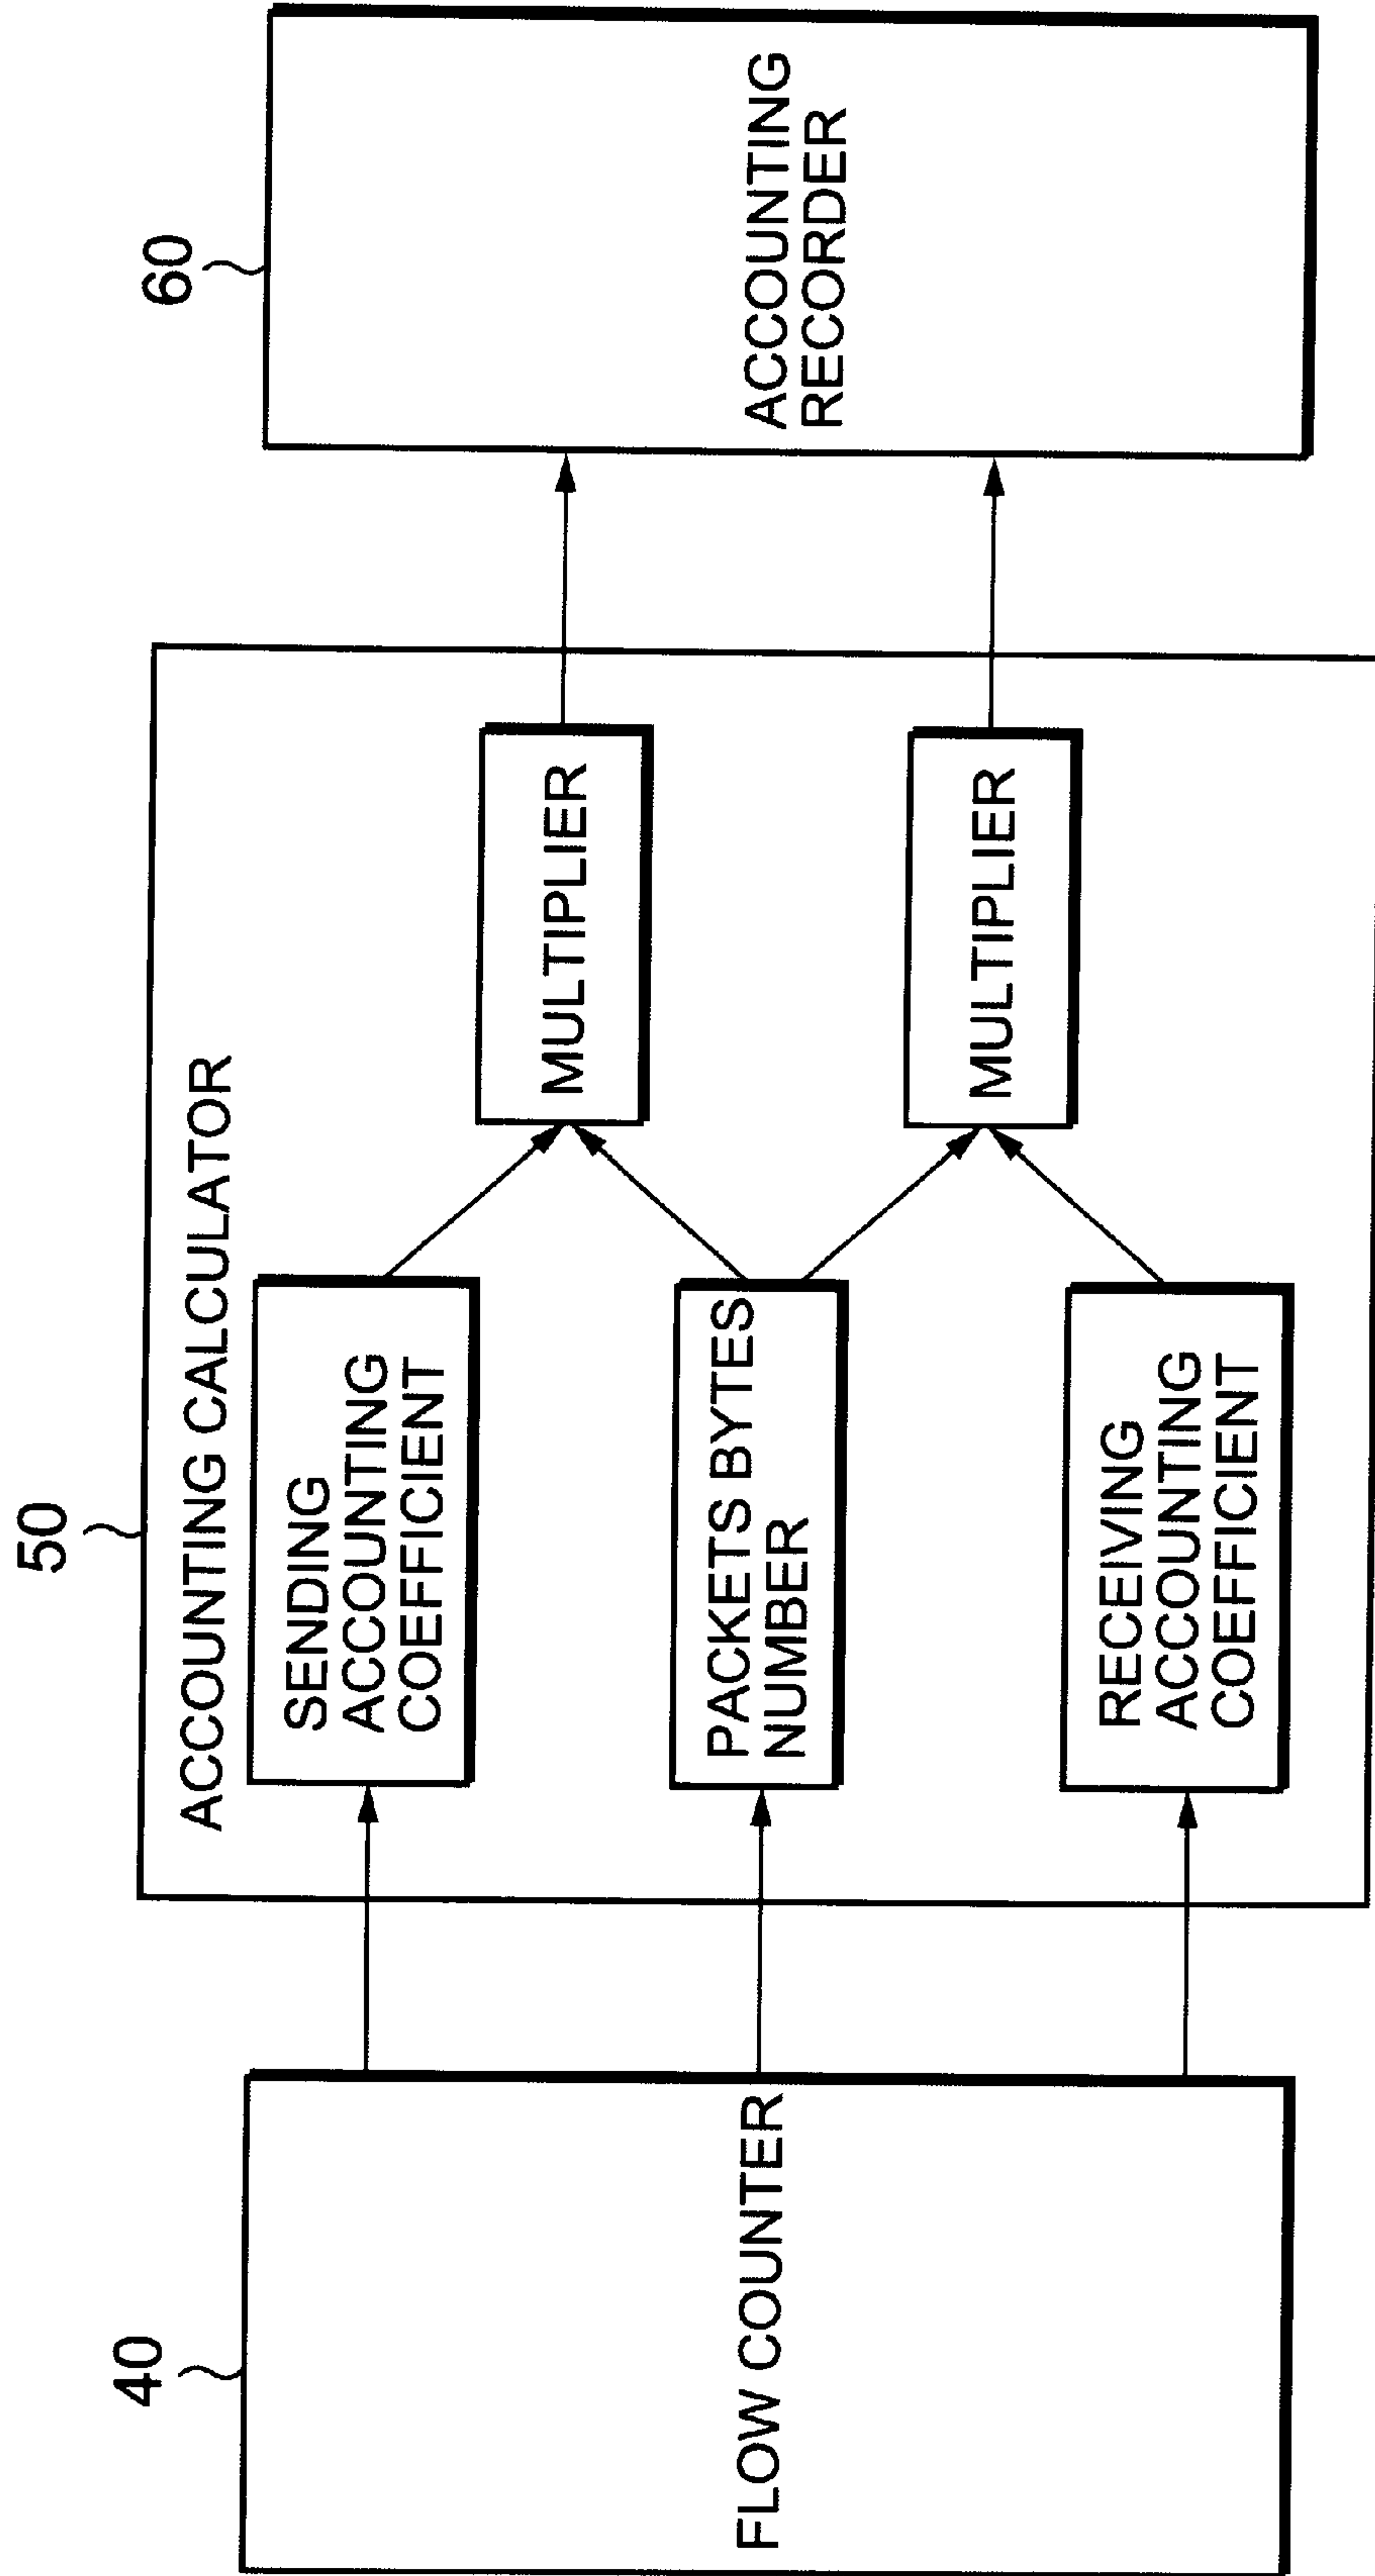 40
FLOW COUNTER
50
ACCOUNTING CALCULATOR
SENDING
ACCOUNTING
COEFFICIENT
PACKETS BYTES
NUMBER
RECEIVING
ACCOUNTING
COEFFICIENT
MULTIPLIER
MULTIPLIER
60
ACCOUNTING
RECORDER